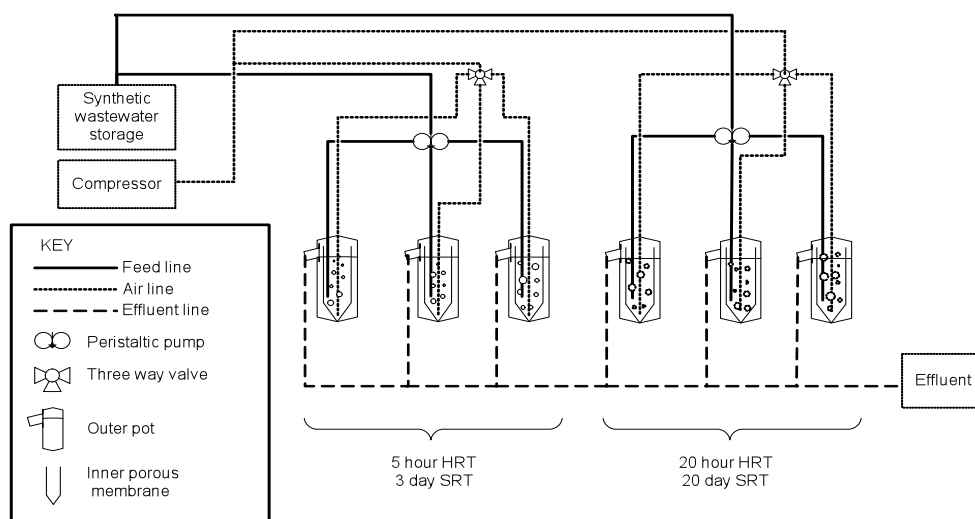 Synthetic
wastewater
storage
Compressor
KEY
Feed line
Air line
Effluent line
Peristaltic pump
Three way valve
Outer pot
Inner porous
membrane
Effluent
5 hour HRT
3 day SRT
20 hour HRT
20 day SRT